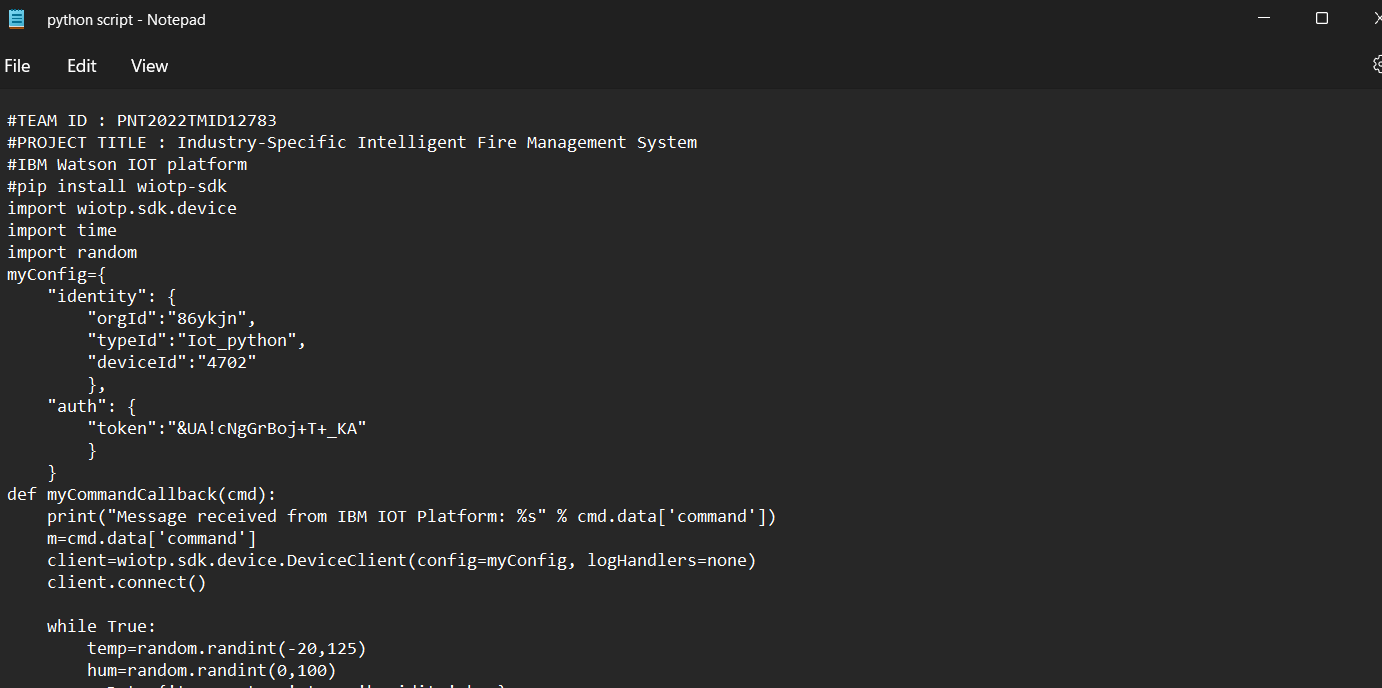 python script - Notepad
File Edit View
#TEAM ID : PNT2022TMID12783
#PROJECT TITLE : Industry-Specific Intelligent Fire Management System
#IBM Watson IOT platform
#pip install wiotp-sdk
import wiotp.sdk.device
import time
import random
myConfig={
    "identity": {
        "orgId":"86ykjn",
        "typeId":"Iot_python",
        "deviceId":"4702"
        },
    "auth": {
        "token":"&UA!cNgGrBoj+T+_KA"
        }
    }
def myCommandCallback(cmd):
    print("Message received from IBM IOT Platform: %s" % cmd.data['command'])
    m=cmd.data['command']
    client=wiotp.sdk.device.DeviceClient(config=myConfig, logHandlers=none)
    client.connect()

    while True:
        temp=random.randint(-20,125)
        hum=random.randint(0,100)